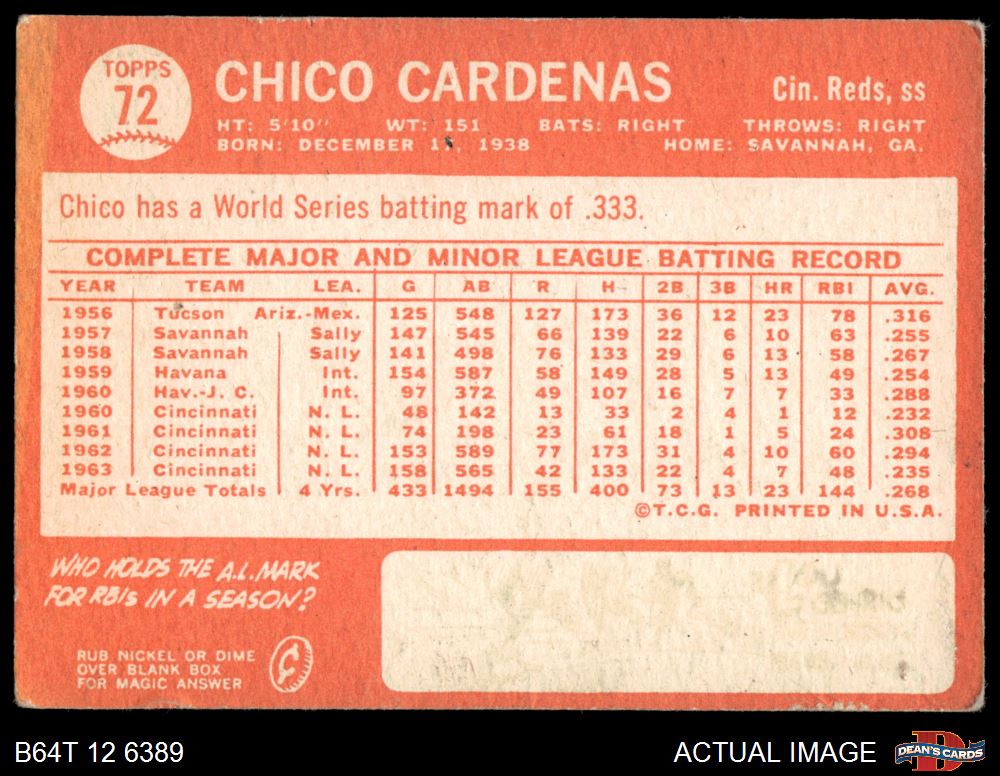 TOPPS
72
CHICO CARDENAS
Cin. Reds, ss
HT: 5'10" WT: 151 BATS: RIGHT THROWS: RIGHT
BORN: DECEMBER 1, 1938 HOME: SAVANNAH, GA.
Chico has a World Series batting mark of .333.
COMPLETE MAJOR AND MINOR LEAGUE BATTING RECORD
YEAR TEAM LEA. G AB R H 2B 3B HR RBI AVG.
1956 Tucson Ariz.-Mex. 125 548 127 173 36 12 23 78 .316
1957 Savannah Sally 147 545 66 139 22 6 10 63 .255
1958 Savannah Sally 141 498 76 133 29 6 13 58 .267
1959 Havana Int. 154 587 58 149 28 5 13 49 .254
1960 Hav.-J. C. Int. 97 372 49 107 16 7 7 33 .288
1960 Cincinnati N. L. 48 142 13 33 2 4 1 12 .232
1961 Cincinnati N. L. 74 198 23 61 18 1 5 24 .308
1962 Cincinnati N. L. 153 589 77 173 31 4 10 60 .294
1963 Cincinnati N. L. 158 565 42 133 22 4 7 48 .235
Major League Totals 4 Yrs. 433 1494 155 400 73 13 23 144 .268
©T.C.G. PRINTED IN U.S.A.
WHO HOLDS THE A.L. MARK
FOR RBIs IN A SEASON?
RUB NICKEL OR DIME
OVER BLANK BOX
FOR MAGIC ANSWER
B64T 12 6389
ACTUAL IMAGE
DEAN'S CARDS